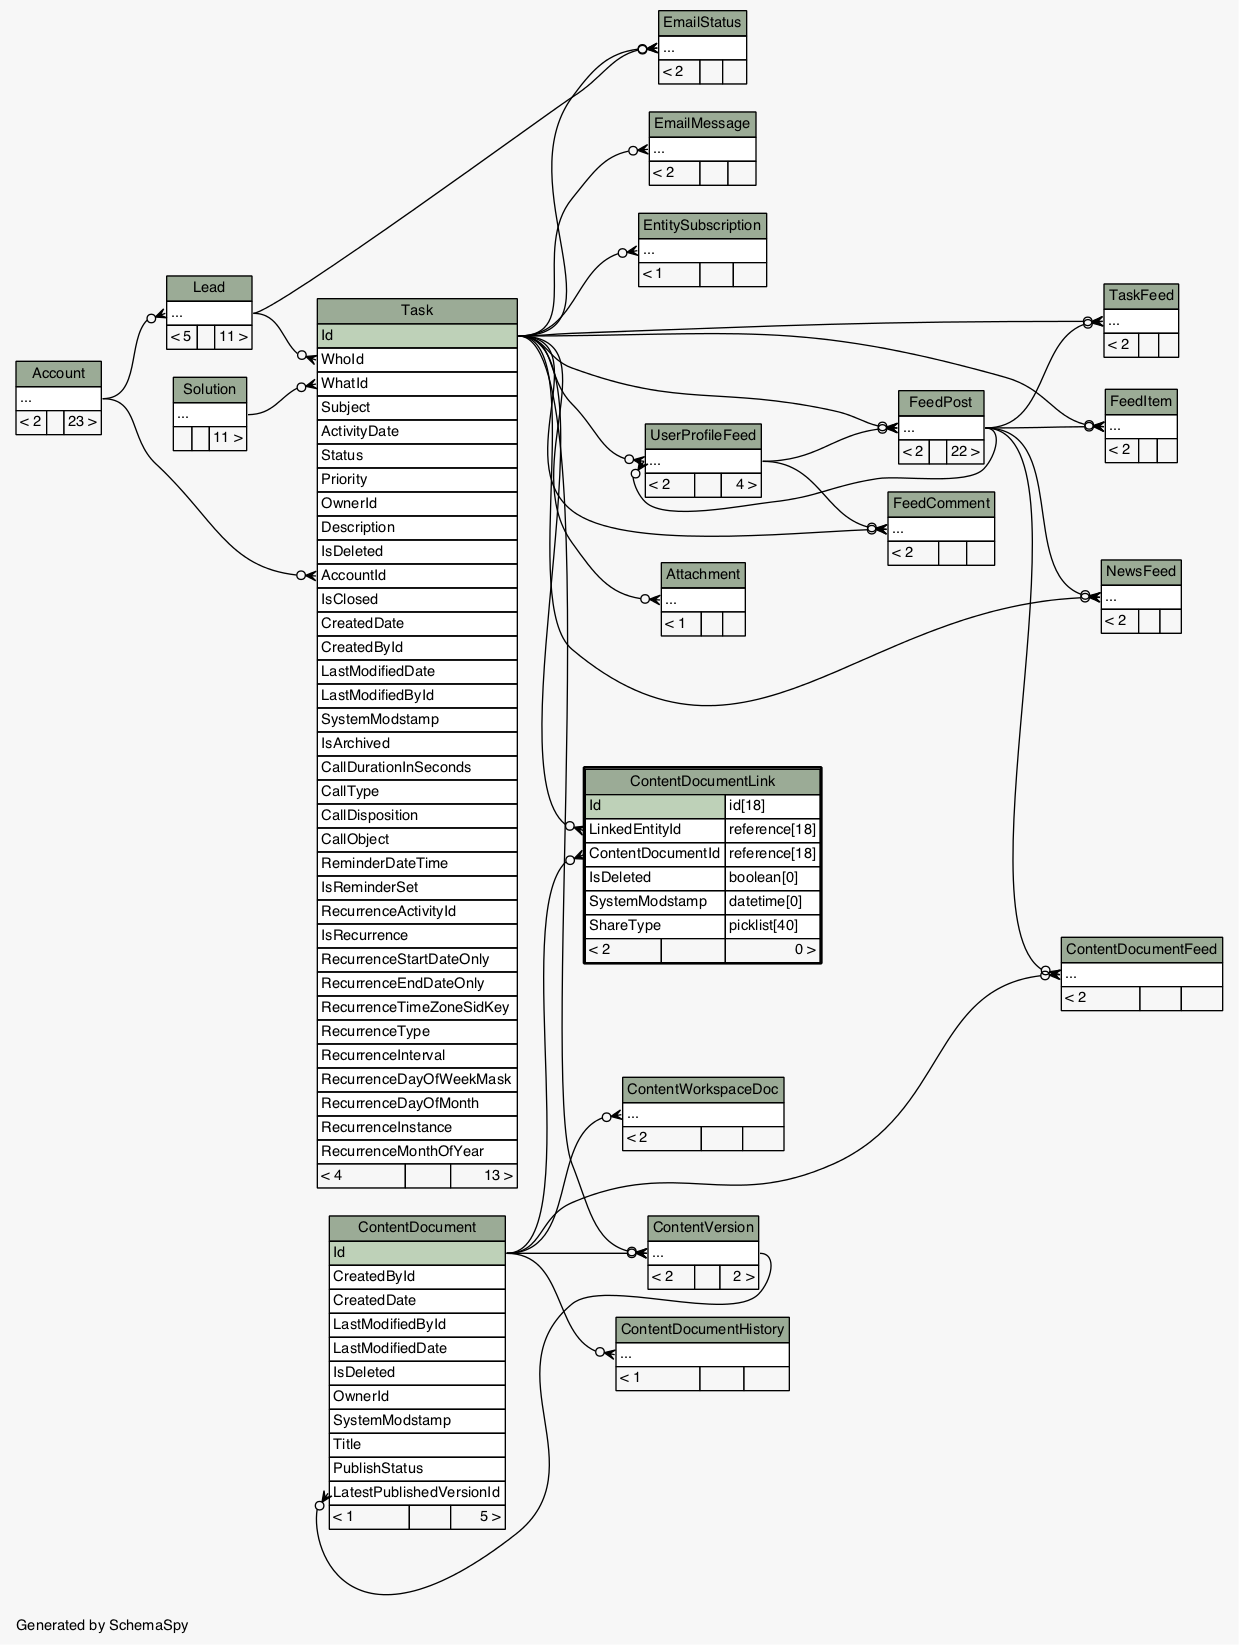 EmailStatus
...
< 2
EmailMessage
...
< 2
EntitySubscription
...
< 1
Lead
...
< 5 11 >
Account
...
< 2 23 >
Solution
...
11 >
Task
Id
WhoId
WhatId
Subject
ActivityDate
Status
Priority
OwnerId
Description
IsDeleted
AccountId
IsClosed
CreatedDate
CreatedById
LastModifiedDate
LastModifiedById
SystemModstamp
IsArchived
CallDurationInSeconds
CallType
CallDisposition
CallObject
ReminderDateTime
IsReminderSet
RecurrenceActivityId
IsRecurrence
RecurrenceStartDateOnly
RecurrenceEndDateOnly
RecurrenceTimeZoneSidKey
RecurrenceType
RecurrenceInterval
RecurrenceDayOfWeekMask
RecurrenceDayOfMonth
RecurrenceInstance
RecurrenceMonthOfYear
< 4 13 >
TaskFeed
...
< 2
FeedPost
...
< 2 22 >
FeedItem
...
< 2
UserProfileFeed
...
< 2 4 >
FeedComment
...
< 2
Attachment
...
< 1
NewsFeed
...
< 2
ContentDocumentLink
Id id[18]
LinkedEntityId reference[18]
ContentDocumentId reference[18]
IsDeleted boolean[0]
SystemModstamp datetime[0]
ShareType picklist[40]
< 2 0 >
ContentDocumentFeed
...
< 2
ContentWorkspaceDoc
...
< 2
ContentDocument
Id
CreatedById
CreatedDate
LastModifiedById
LastModifiedDate
IsDeleted
OwnerId
SystemModstamp
Title
PublishStatus
LatestPublishedVersionId
< 1 5 >
ContentVersion
...
< 2 2 >
ContentDocumentHistory
...
< 1
Generated by SchemaSpy